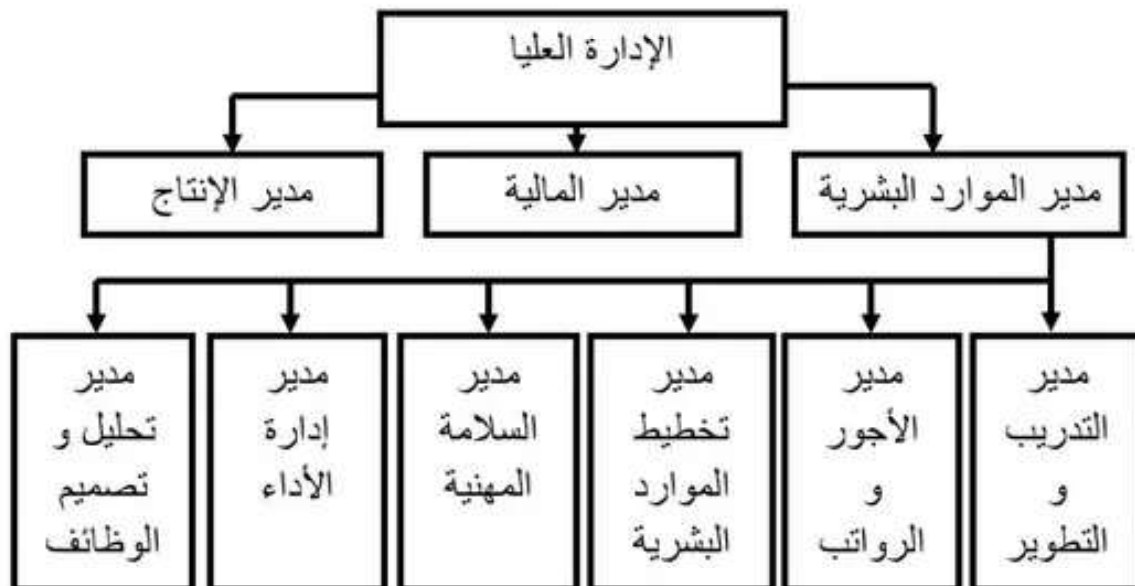 الإدارة العليا
مدير الموارد البشرية
مدير المالية
مدير الإنتاج
مدير
التدريب
و
التطوير
مدير
الأجور
و
الرواتب
مدير
تخطيط
الموارد
البشرية
مدير
السلامة
المهنية
مدير
إدارة
الأداء
مدير
تحليل و
تصميم
الوظائف